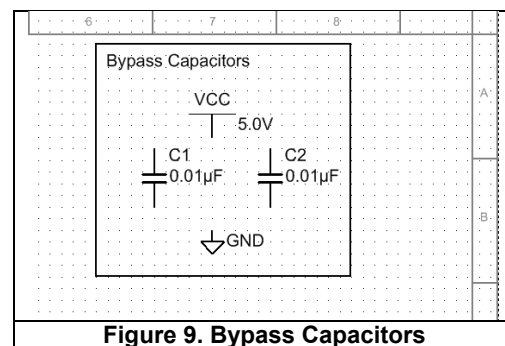 6 7 8
Bypass Capacitors
A
VCC
5.0V
C1 C2
0.01µF 0.01µF
B
GND
Figure 9. Bypass Capacitors